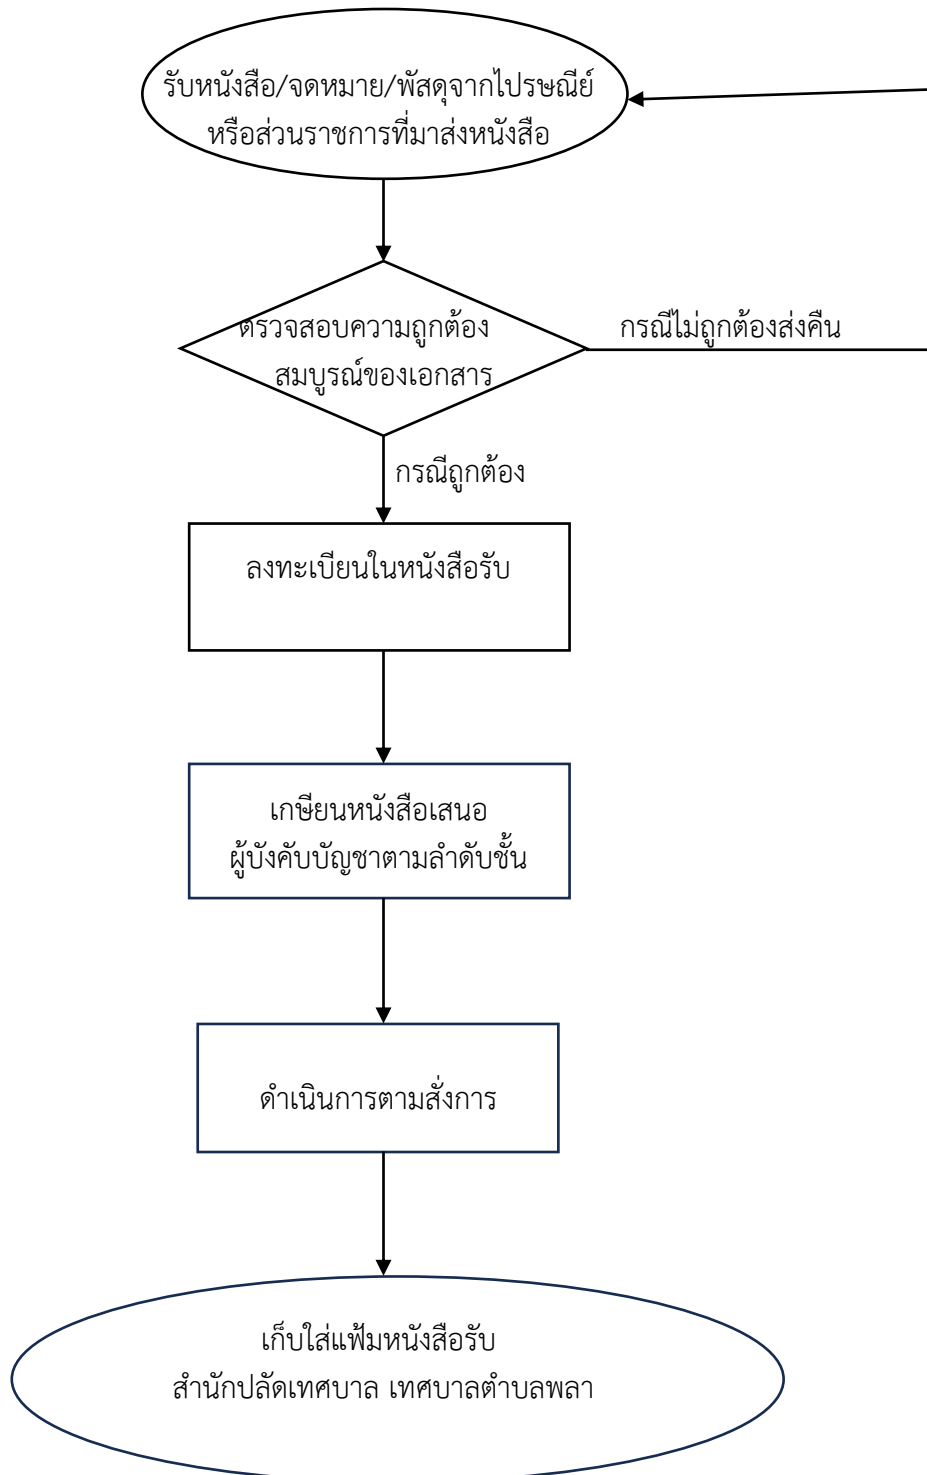 รับหนังสือ/จดหมาย/พัสดุจากไปรษณีย์
หรือส่วนราชการที่มาส่งหนังสือ
ตรวจสอบความถูกต้อง
สมบูรณ์ของเอกสาร
กรณีไม่ถูกต้องส่งคืน
กรณีถูกต้อง
ลงทะเบียนในหนังสือรับ
เกษียนหนังสือเสนอ
ผู้บังคับบัญชาตามลำดับชั้น
ดำเนินการตามสั่งการ
เก็บใส่แฟ้มหนังสือรับ
สำนักปลัดเทศบาล เทศบาลตำบลพลา